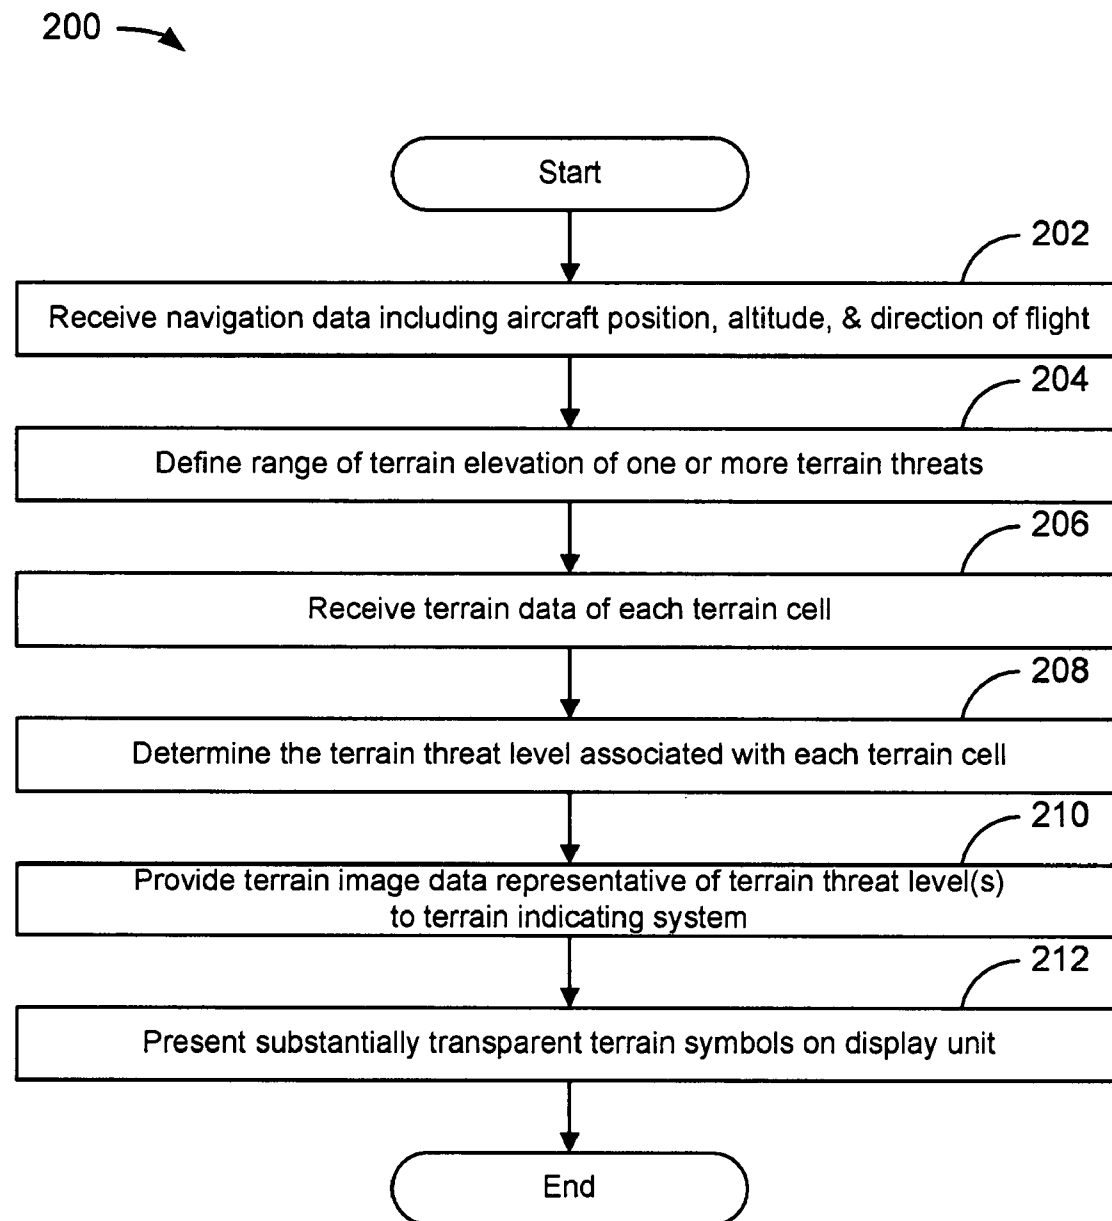 200
Start
202
Receive navigation data including aircraft position, altitude, & direction of flight
204
Define range of terrain elevation of one or more terrain threats
206
Receive terrain data of each terrain cell
208
Determine the terrain threat level associated with each terrain cell
210
Provide terrain image data representative of terrain threat level(s)
to terrain indicating system
212
Present substantially transparent terrain symbols on display unit
End